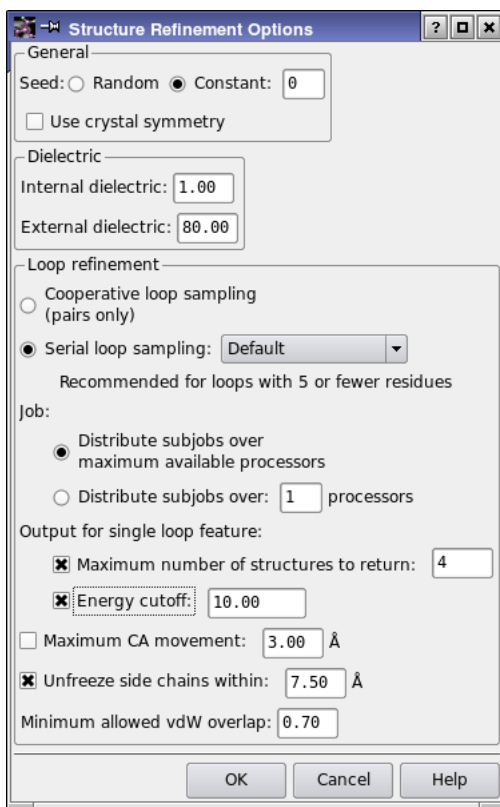 Structure Refinement Options
General
Seed: Random Constant: 0
Use crystal symmetry
Dielectric
Internal dielectric: 1.00
External dielectric: 80.00
Loop refinement
Cooperative loop sampling
(pairs only)
Serial loop sampling: Default
Recommended for loops with 5 or fewer residues
Job:
Distribute subjobs over
maximum available processors
Distribute subjobs over: 1 processors
Output for single loop feature:
Maximum number of structures to return: 4
Energy cutoff: 10.00
Maximum CA movement: 3.00 Å
Unfreeze side chains within: 7.50 Å
Minimum allowed vdW overlap: 0.70
OK Cancel Help